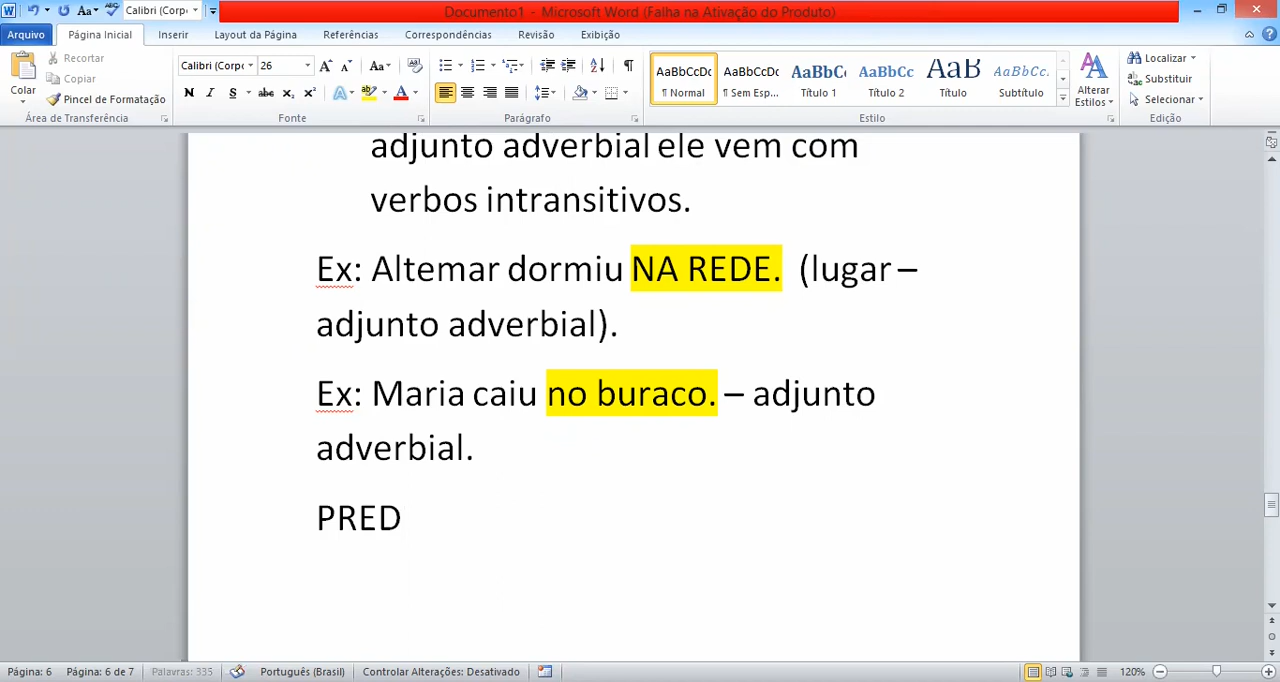 Documento1 - Microsoft Word (Falha na Ativação do Produto)
Calibri (Corp
Arquivo Página Inicial Inserir Layout da Página Referências Correspondências Revisão Exibição
Colar
Recortar
Copiar
Pincel de Formatação
Área de Transferência
Calibri (Corp 26
Fonte
Parágrafo
AaBbCcDc AaBbCcDc AaBbC AaBbCc AaB AaBbCc.
¶ Normal ¶ Sem Esp... Título 1 Título 2 Título Subtítulo
Alterar
Estilos
Estilo
Localizar
Substituir
Selecionar
Edição
adjunto adverbial ele vem com
verbos intransitivos.
Ex: Altemar dormiu NA REDE. (lugar –
adjunto adverbial).
Ex: Maria caiu no buraco. – adjunto
adverbial.
PRED
Página: 6 Página: 6 de 7 Palavras: 335 Português (Brasil) Controlar Alterações: Desativado 120%